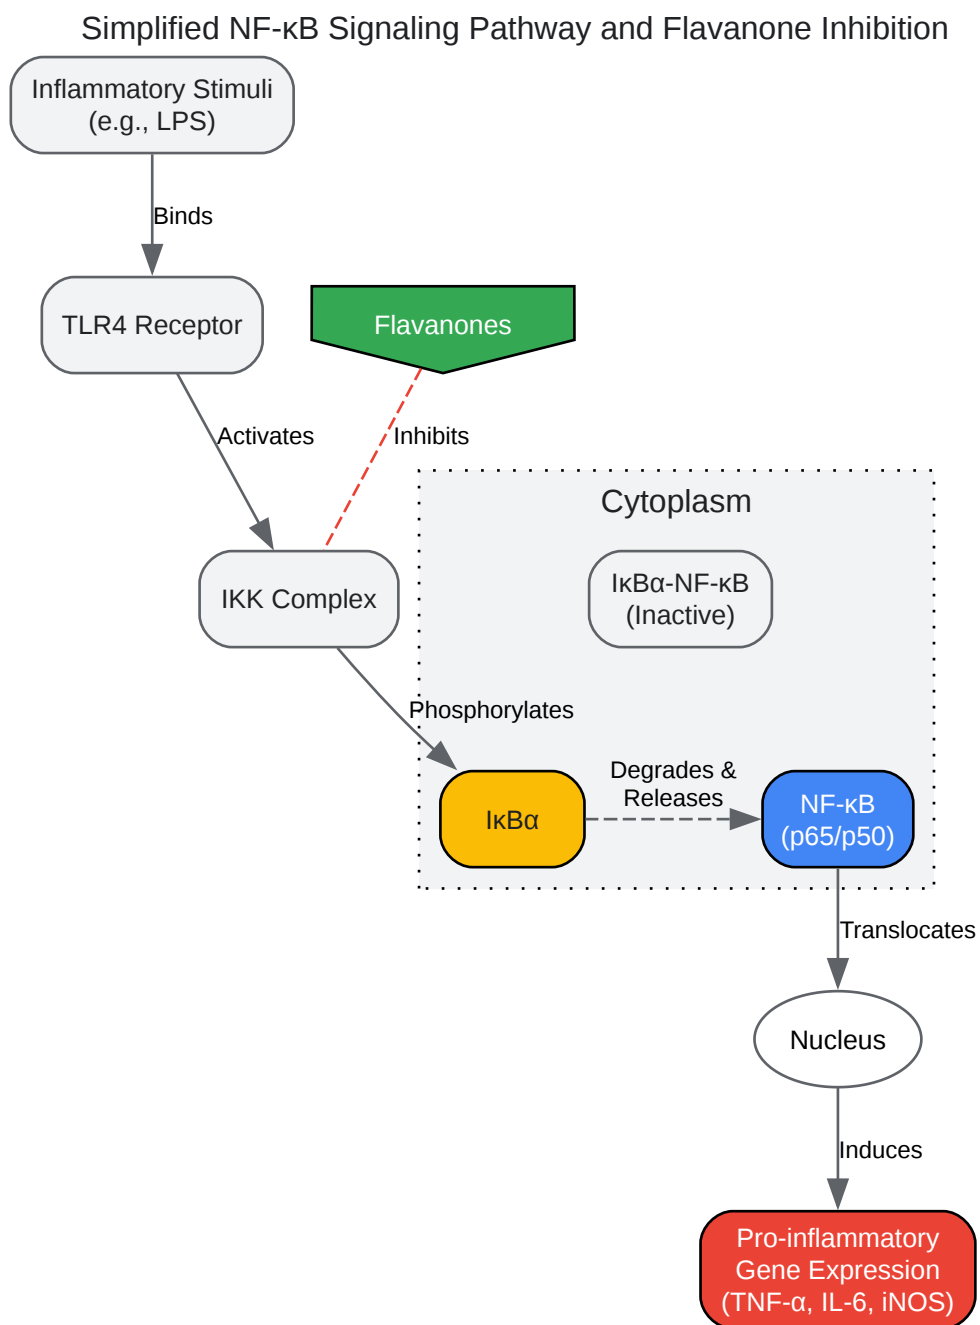 Simplified NF-κB Signaling Pathway and Flavanone Inhibition
Inflammatory Stimuli
(e.g., LPS)
Binds
TLR4 Receptor
Flavanones
Activates
Inhibits
Cytoplasm
IKK Complex
IκBα-NF-κB
(Inactive)
Phosphorylates
IκBα
Degrades &
Releases
NF-κB
(p65/p50)
Translocates
Nucleus
Induces
Pro-inflammatory
Gene Expression
(TNF-α, IL-6, iNOS)